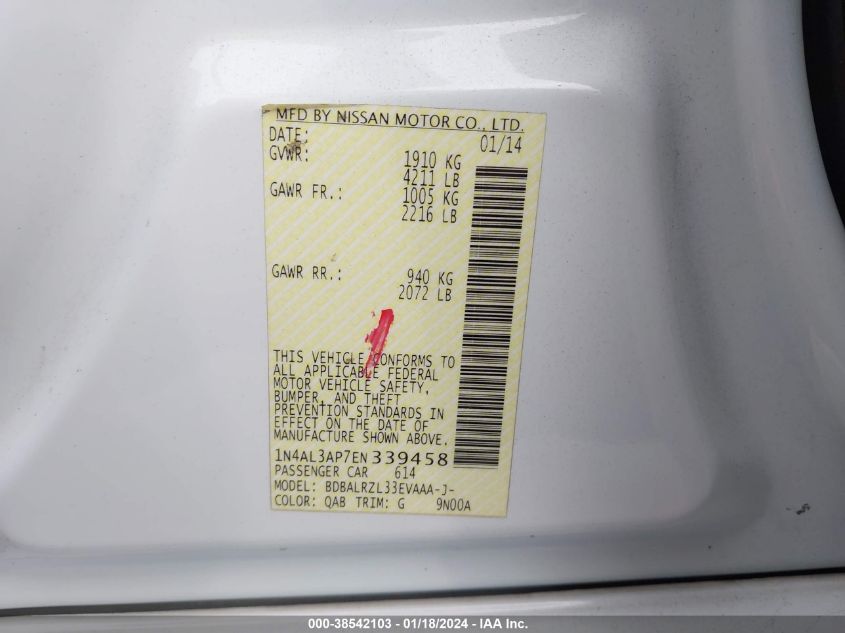 MFD BY NISSAN MOTOR CO., LTD.
DATE: 01/14
GVWR: 1910 KG
4211 LB
GAWR FR.: 1005 KG
2216 LB
GAWR RR.: 940 KG
2072 LB
THIS VEHICLE CONFORMS TO
ALL APPLICABLE FEDERAL
MOTOR VEHICLE SAFETY,
BUMPER, AND THEFT
PREVENTION STANDARDS IN
EFFECT ON THE DATE OF
MANUFACTURE SHOWN ABOVE.
1N4AL3AP7EN 339458
PASSENGER CAR 614
MODEL: BDBALRZL33EVAAA-J-
COLOR: QAB TRIM: G 9N00A
000-38542103 - 01/18/2024 - IAA Inc.